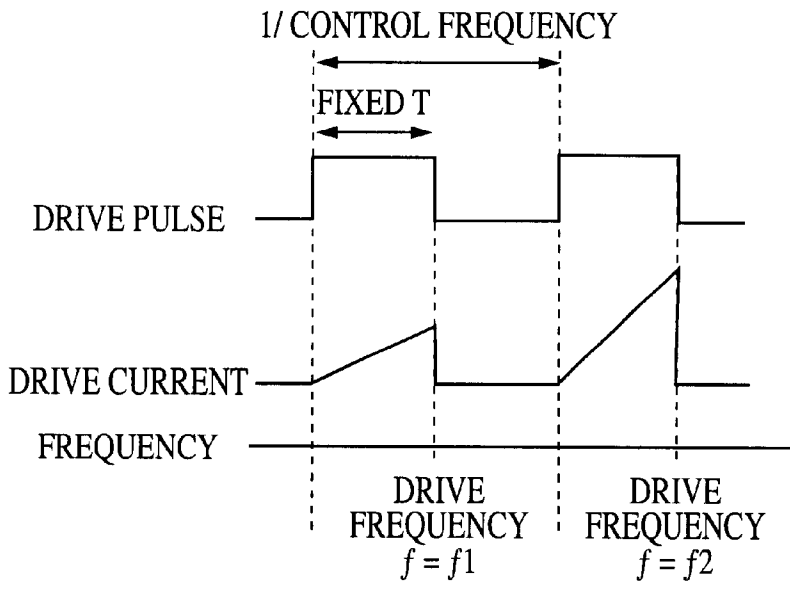 1/ CONTROL FREQUENCY
FIXED T
DRIVE PULSE
DRIVE CURRENT
FREQUENCY
DRIVE
FREQUENCY
f = f1
DRIVE
FREQUENCY
f = f2